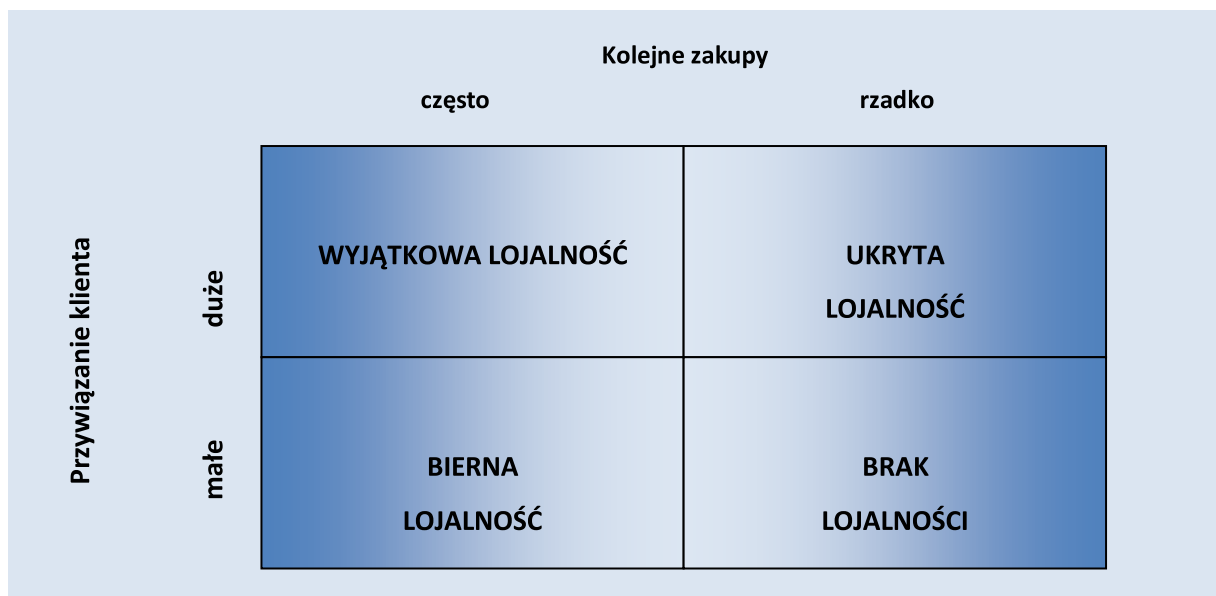 Kolejne zakupy
często
rzadko
Przywiązanie klienta
duże
WYJĄTKOWA LOJALNOŚĆ
UKRYTA
LOJALNOŚĆ
małe
BIERNA
LOJALNOŚĆ
BRAK
LOJALNOŚCI